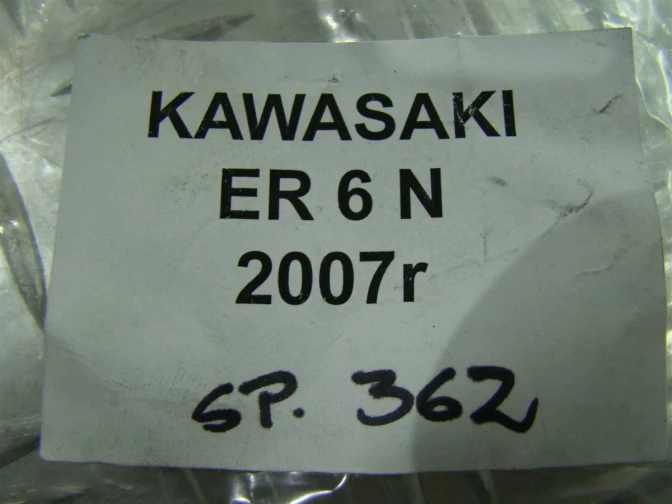 KAWASAKI
ER 6 N
2007r
SP. 362